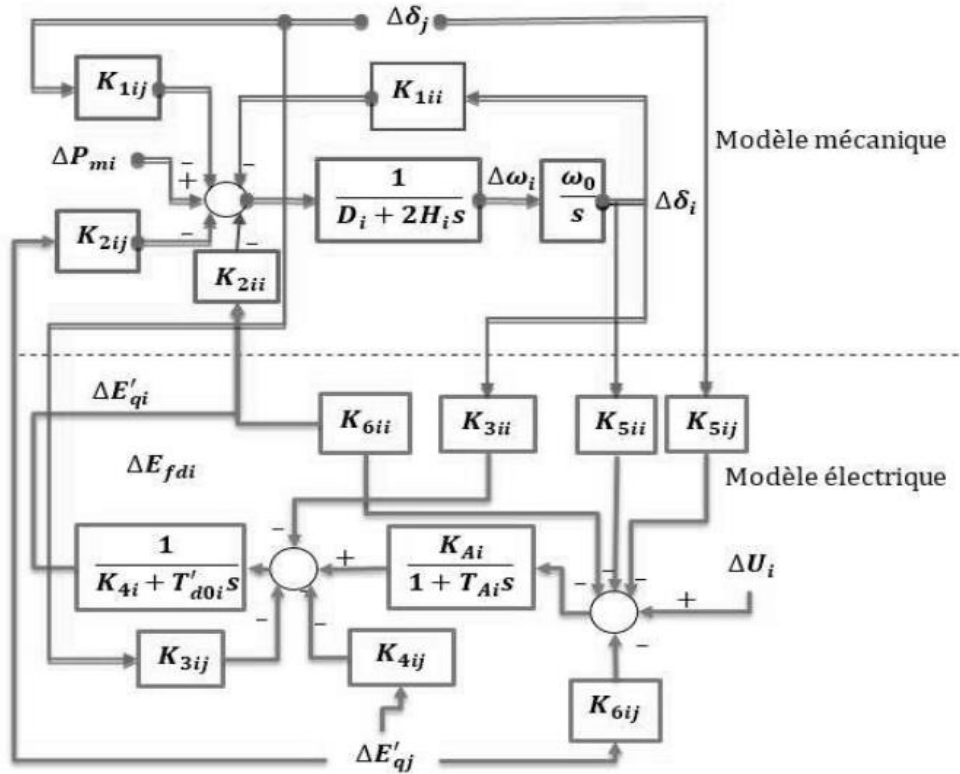 Δδj
K1ij
K1ii
Modèle mécanique
ΔPmi
−
−
+
1
Di + 2His
Δωi
ω0
s
Δδi
K2ij
−
−
K2ii
ΔE′qi
K6ii
K3ii
K5ii
K5ij
ΔEfdi
Modèle électrique
−
1
K4i + T′d0is
+
KAi
1 + TAis
−
−
−
ΔUi
+
−
−
−
−
K3ij
K4ij
K6ij
ΔE′qj